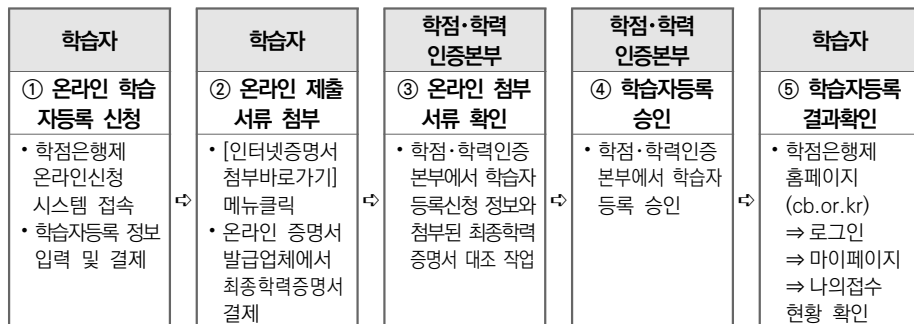 학습자
① 온라인 학습
자등록 신청
• 학점은행제
온라인신청
시스템 접속
• 학습자등록 정보
입력 및 결제
➪
학습자
② 온라인 제출
서류 첨부
• [인터넷증명서
첨부바로가기]
메뉴클릭
• 온라인 증명서
발급업체에서
최종학력증명서
결제
➪
학점·학력
인증본부
③ 온라인 첨부
서류 확인
• 학점·학력인증
본부에서 학습자
등록신청 정보와
첨부된 최종학력
증명서 대조 작업
➪
학점·학력
인증본부
④ 학습자등록
승인
• 학점·학력인증
본부에서 학습자
등록 승인
➪
학습자
⑤ 학습자등록
결과확인
• 학점은행제
홈페이지
(cb.or.kr)
⇒ 로그인
⇒ 마이페이지
⇒ 나의접수
현황 확인